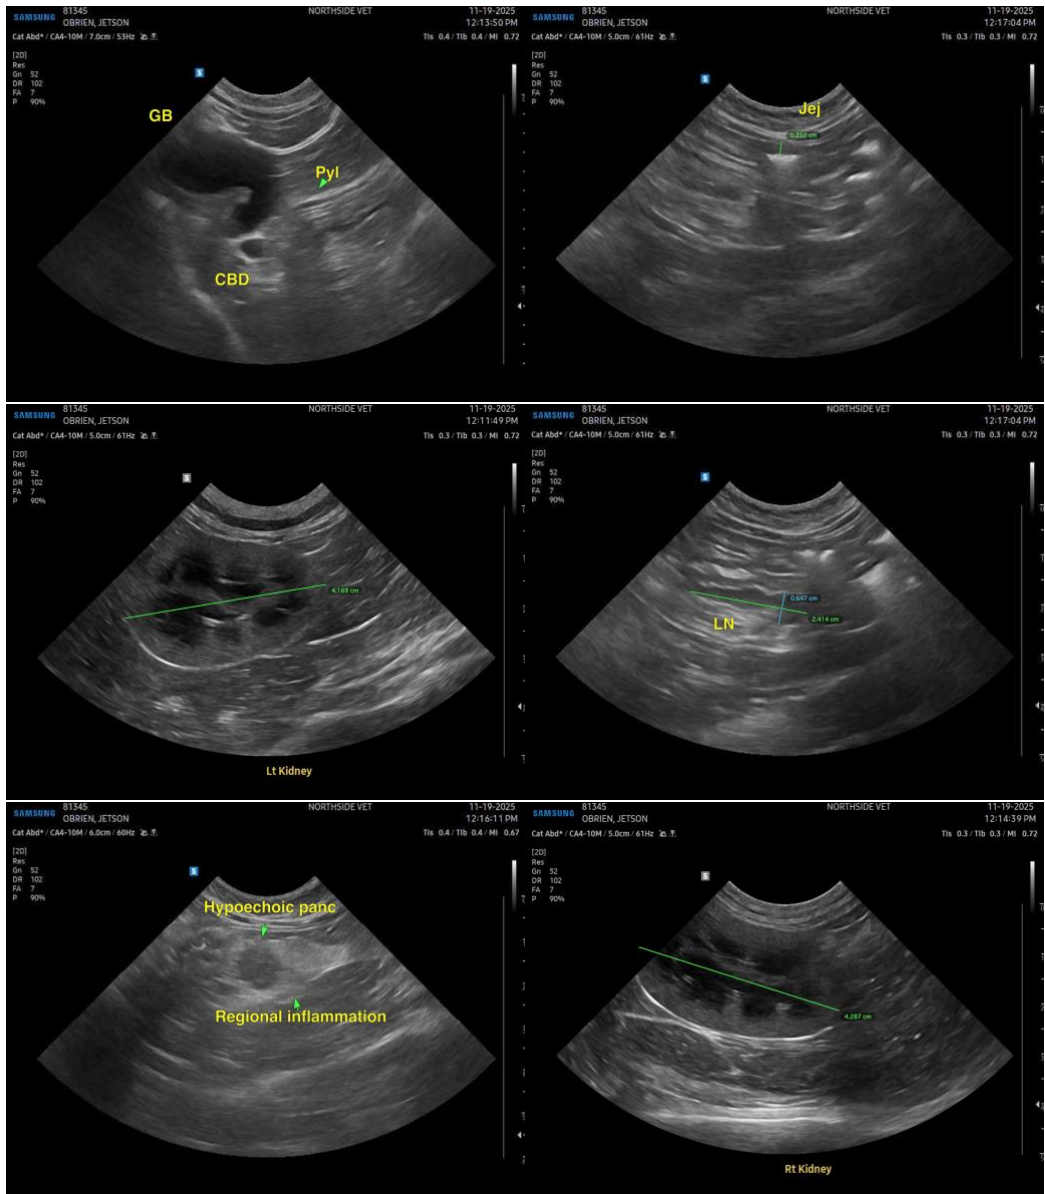 SAMSUNG
81345
OBRIEN, JETSON
NORTHSIDE VET
11-19-2025
12:13:50 PM
Cat Abd* / CA4-10M / 7.0cm / 53Hz
TIs 0.4 / TIb 0.4 / MI 0.72
[2D]
Res
Gn 52
DR 102
FA 7
P 90%
S
GB
Pyl
CBD
SAMSUNG
81345
OBRIEN, JETSON
NORTHSIDE VET
11-19-2025
12:17:04 PM
Cat Abd* / CA4-10M / 5.0cm / 61Hz
TIs 0.3 / TIb 0.3 / MI 0.72
[2D]
Res
Gn 52
DR 102
FA 7
P 90%
S
Jej
SAMSUNG
81345
OBRIEN, JETSON
NORTHSIDE VET
11-19-2025
12:11:49 PM
Cat Abd* / CA4-10M / 5.0cm / 61Hz
TIs 0.3 / TIb 0.3 / MI 0.72
[2D]
Res
Gn 52
DR 102
FA 7
P 90%
S
4.169 cm
Lt Kidney
SAMSUNG
81345
OBRIEN, JETSON
NORTHSIDE VET
11-19-2025
12:17:04 PM
Cat Abd* / CA4-10M / 5.0cm / 61Hz
TIs 0.3 / TIb 0.3 / MI 0.72
[2D]
Res
Gn 52
DR 102
FA 7
P 90%
S
0.647 cm
2.414 cm
LN
SAMSUNG
81345
OBRIEN, JETSON
NORTHSIDE VET
11-19-2025
12:16:11 PM
Cat Abd* / CA4-10M / 6.0cm / 60Hz
TIs 0.4 / TIb 0.4 / MI 0.67
[2D]
Res
Gn 52
DR 102
FA 7
P 90%
S
Hypoechoic panc
Regional inflammation
SAMSUNG
81345
OBRIEN, JETSON
NORTHSIDE VET
11-19-2025
12:14:39 PM
Cat Abd* / CA4-10M / 5.0cm / 61Hz
TIs 0.3 / TIb 0.3 / MI 0.72
[2D]
Res
Gn 52
DR 102
FA 7
P 90%
S
4.287 cm
Rt Kidney